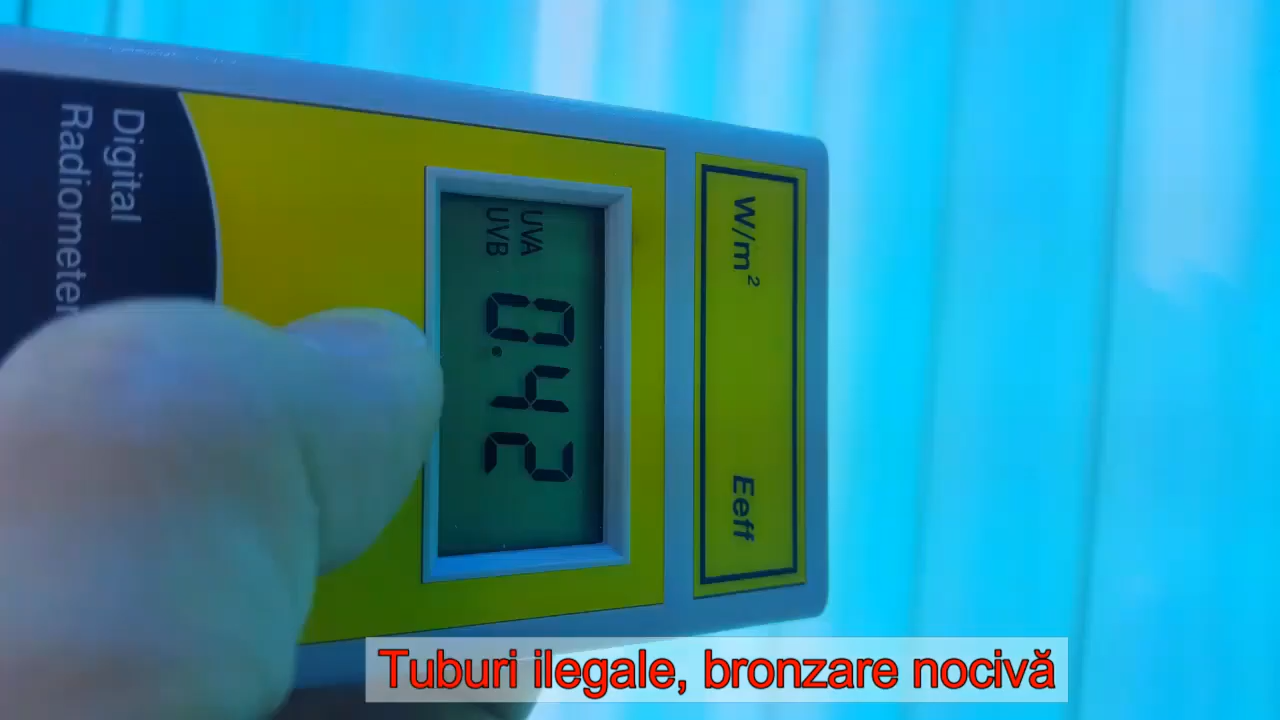 Digital
Radiometer
UVA
UVB
0.42
W/m²
Eeff
Tuburi ilegale, bronzare nocivă